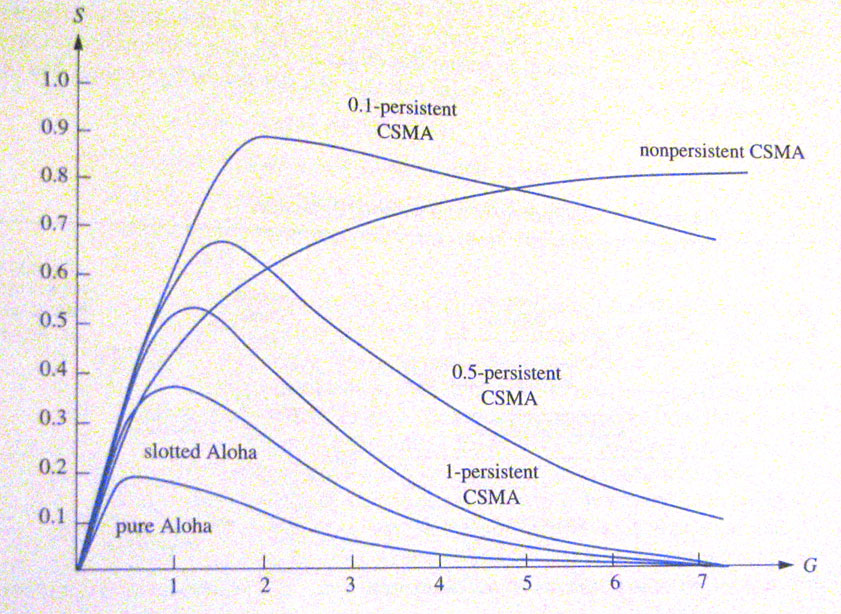 S
1.0
0.9
0.8
0.7
0.6
0.5
0.4
0.3
0.2
0.1
0.1-persistent
CSMA
nonpersistent CSMA
0.5-persistent
CSMA
1-persistent
CSMA
slotted Aloha
pure Aloha
1 2 3 4 5 6 7
G